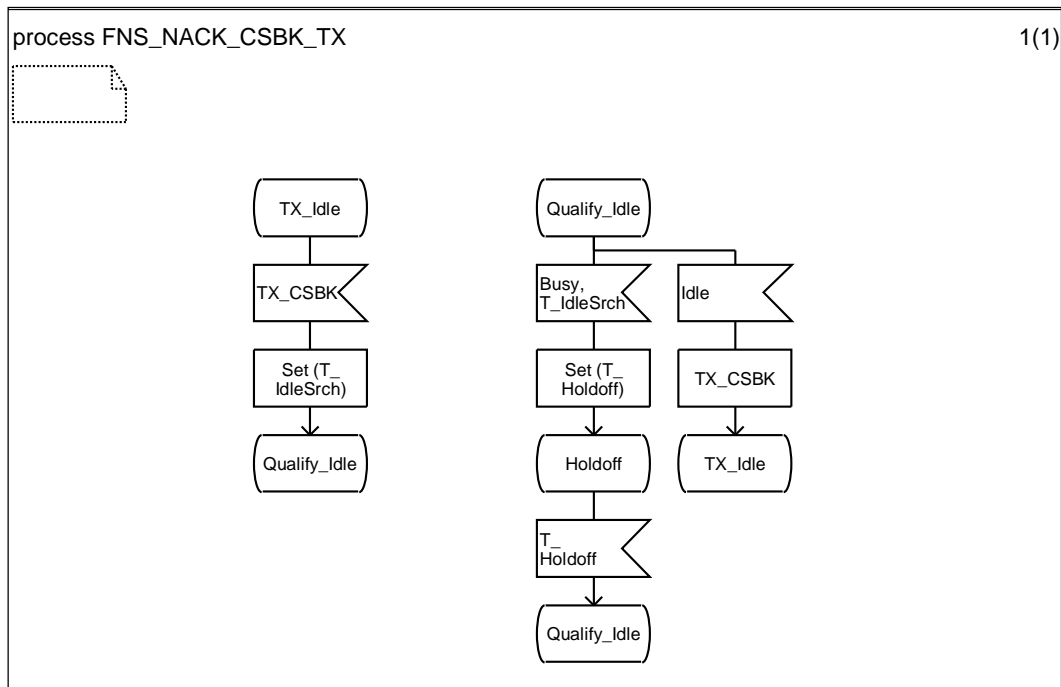 process FNS_NACK_CSBK_TX
1(1)
TX_Idle
Qualify_Idle
TX_CSBK
Busy,
T_IdleSrch
Idle
Set (T_
IdleSrch)
Set (T_
Holdoff)
TX_CSBK
Qualify_Idle
Holdoff
TX_Idle
T_
Holdoff
Qualify_Idle